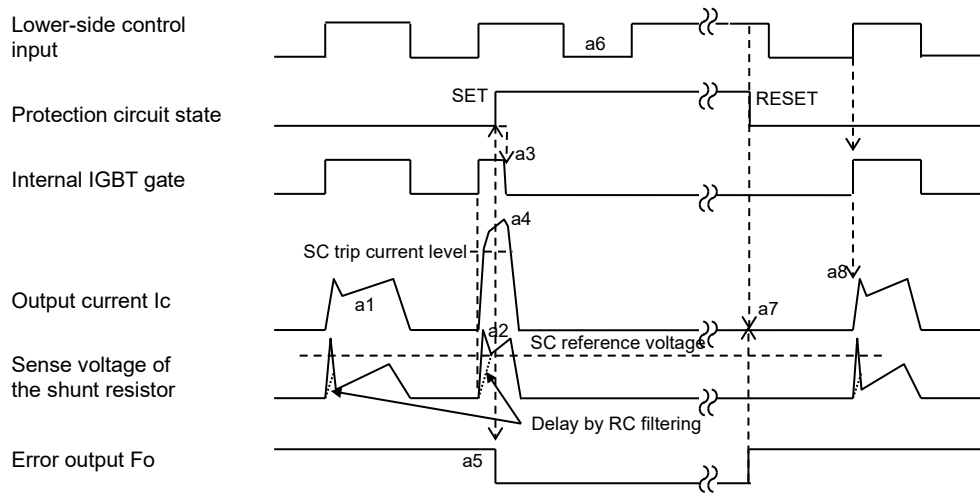 Lower-side control
input
a6
SET
RESET
Protection circuit state
a3
Internal IGBT gate
a4
SC trip current level
a8
Output current Ic
a1
a7
a2
SC reference voltage
Sense voltage of
the shunt resistor
Delay by RC filtering
Error output Fo
a5